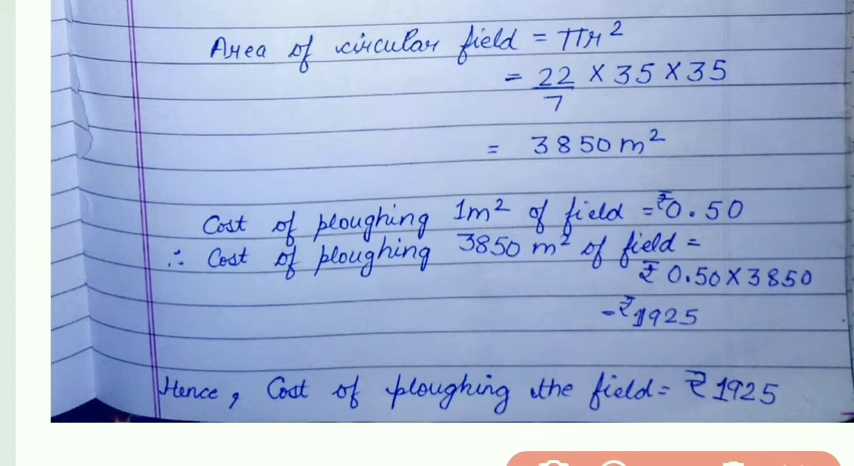 Area of circular field = πr²
= 22/7 × 35 × 35
= 3850 m²
Cost of ploughing 1m² of field = ₹0.50
∴ Cost of ploughing 3850 m² of field =
₹ 0.50 × 3850
= ₹1925
Hence, Cost of ploughing the field = ₹1925